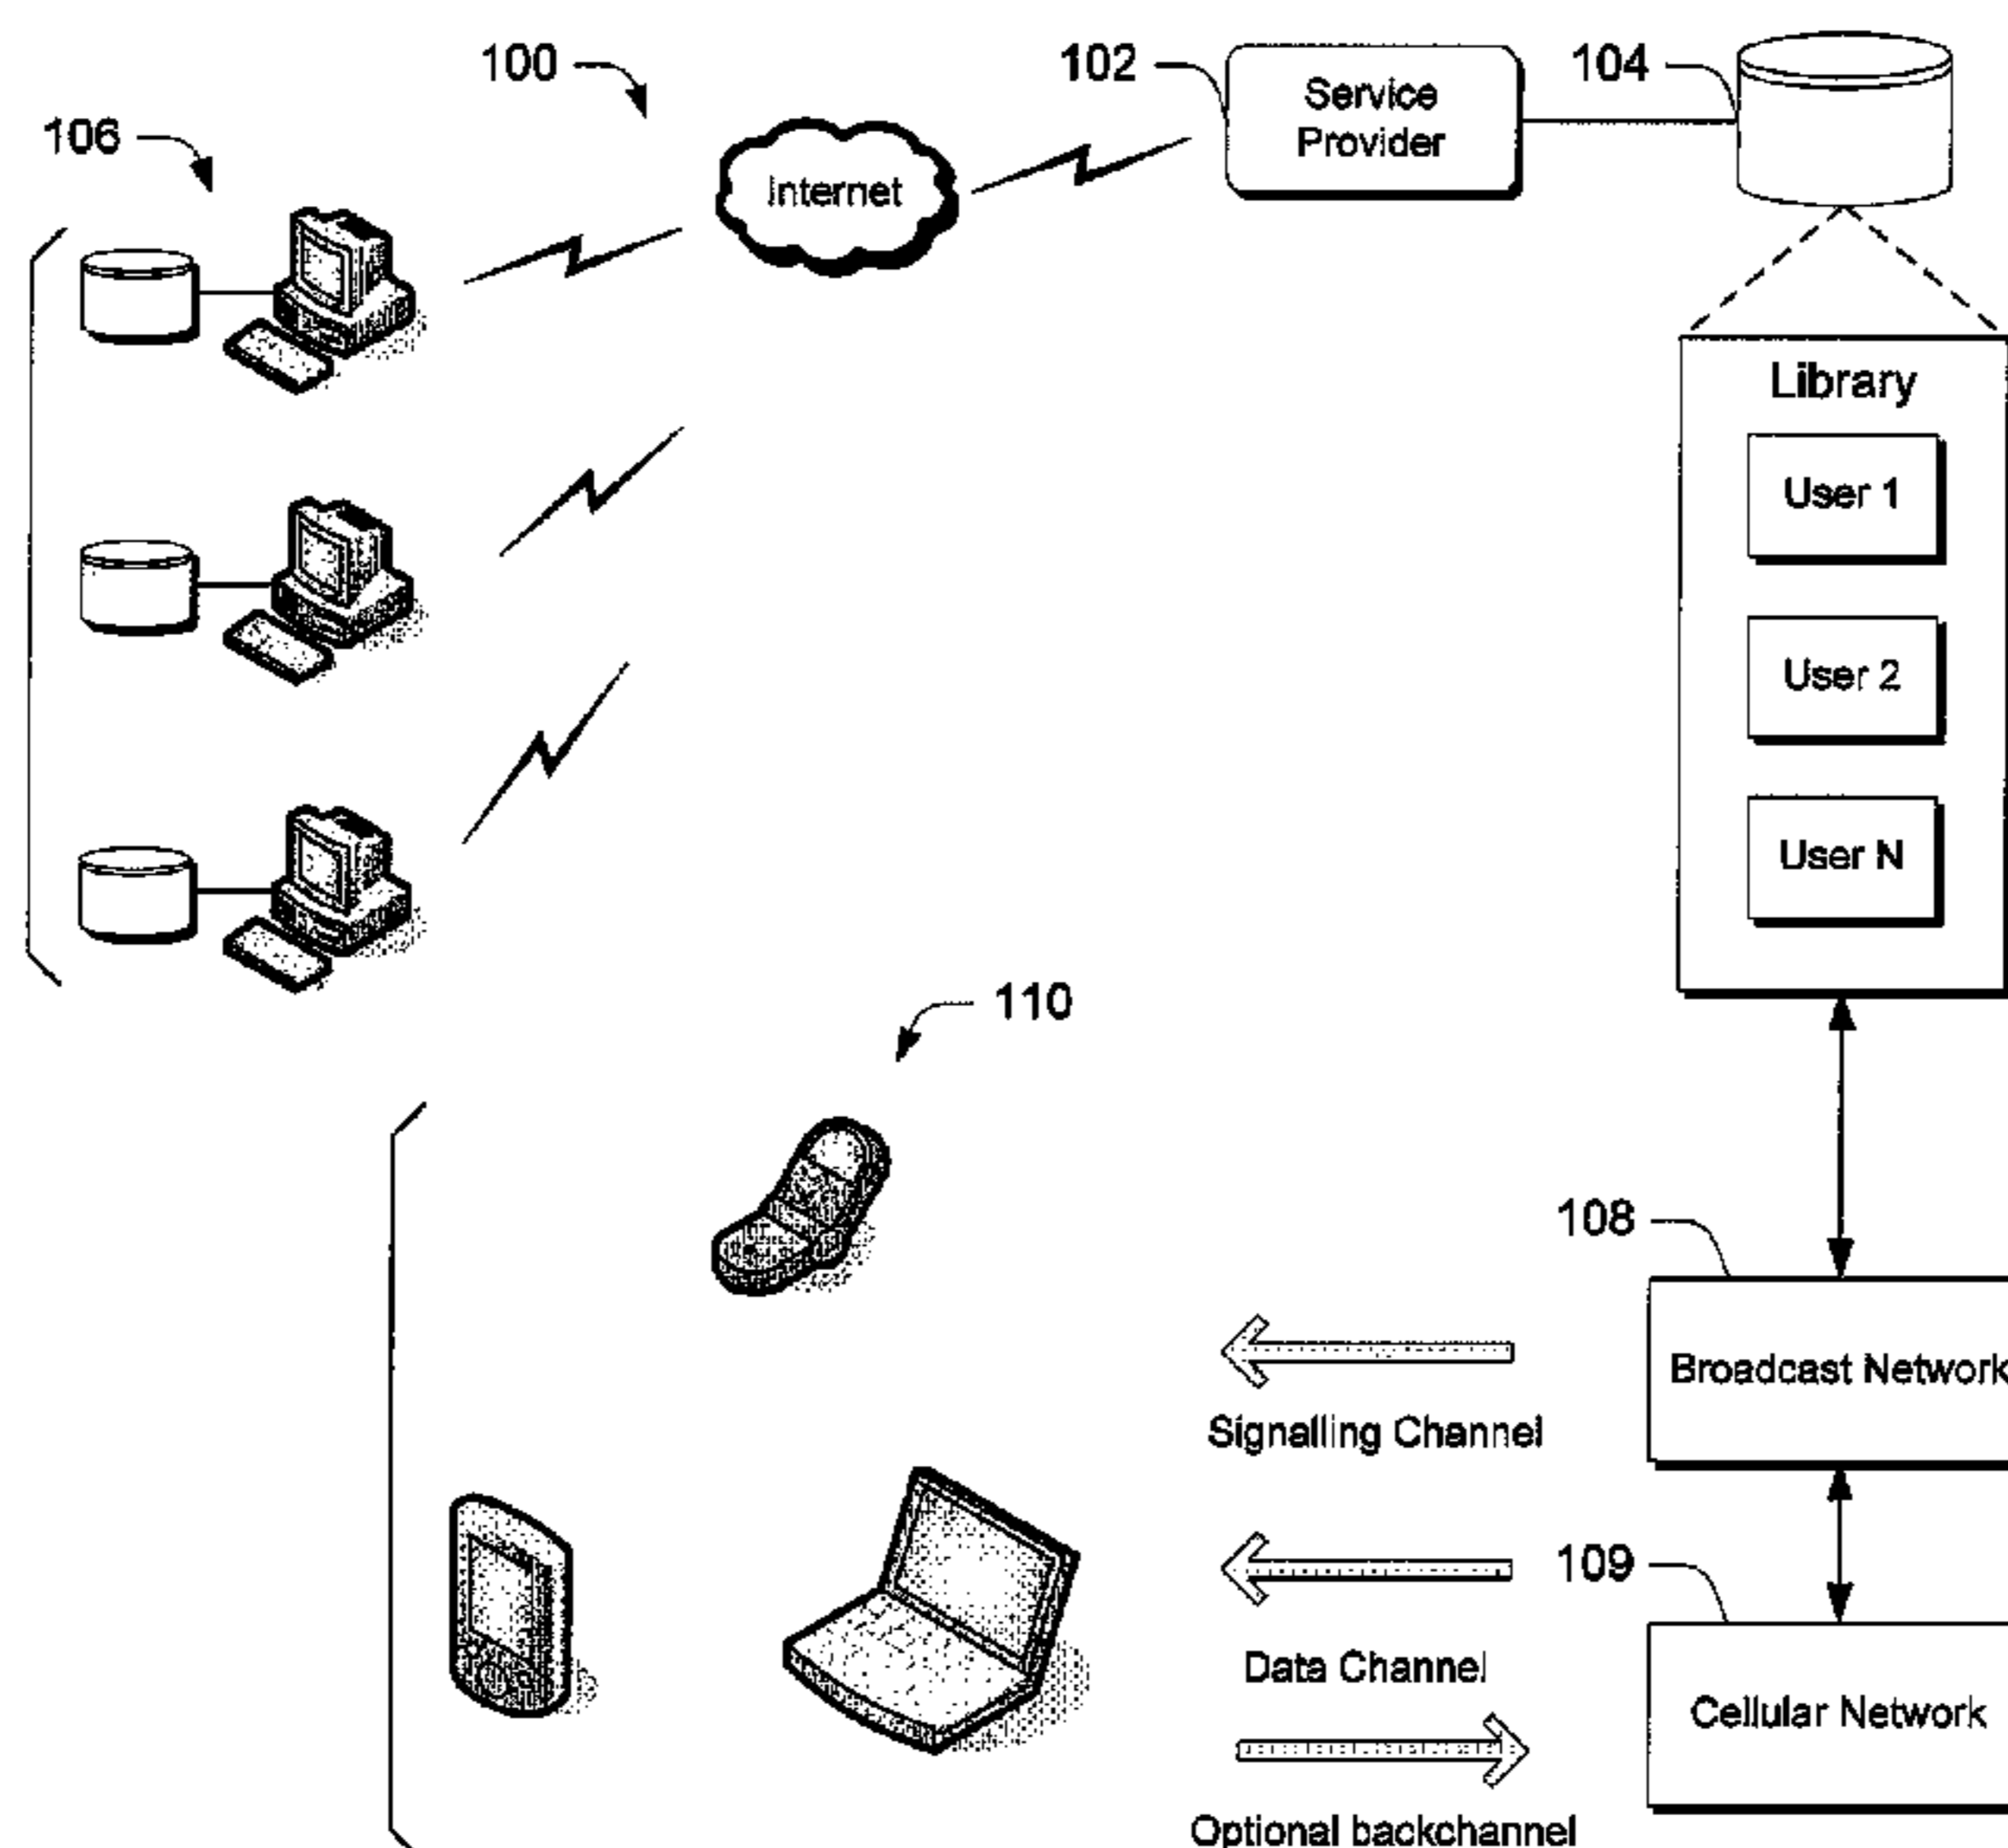 100
102
Service
Provider
104
106
Internet
Library
User 1
User 2
User N
110
108
Broadcast Network
Signalling Channel
109
Data Channel
Cellular Network
Optional backchannel